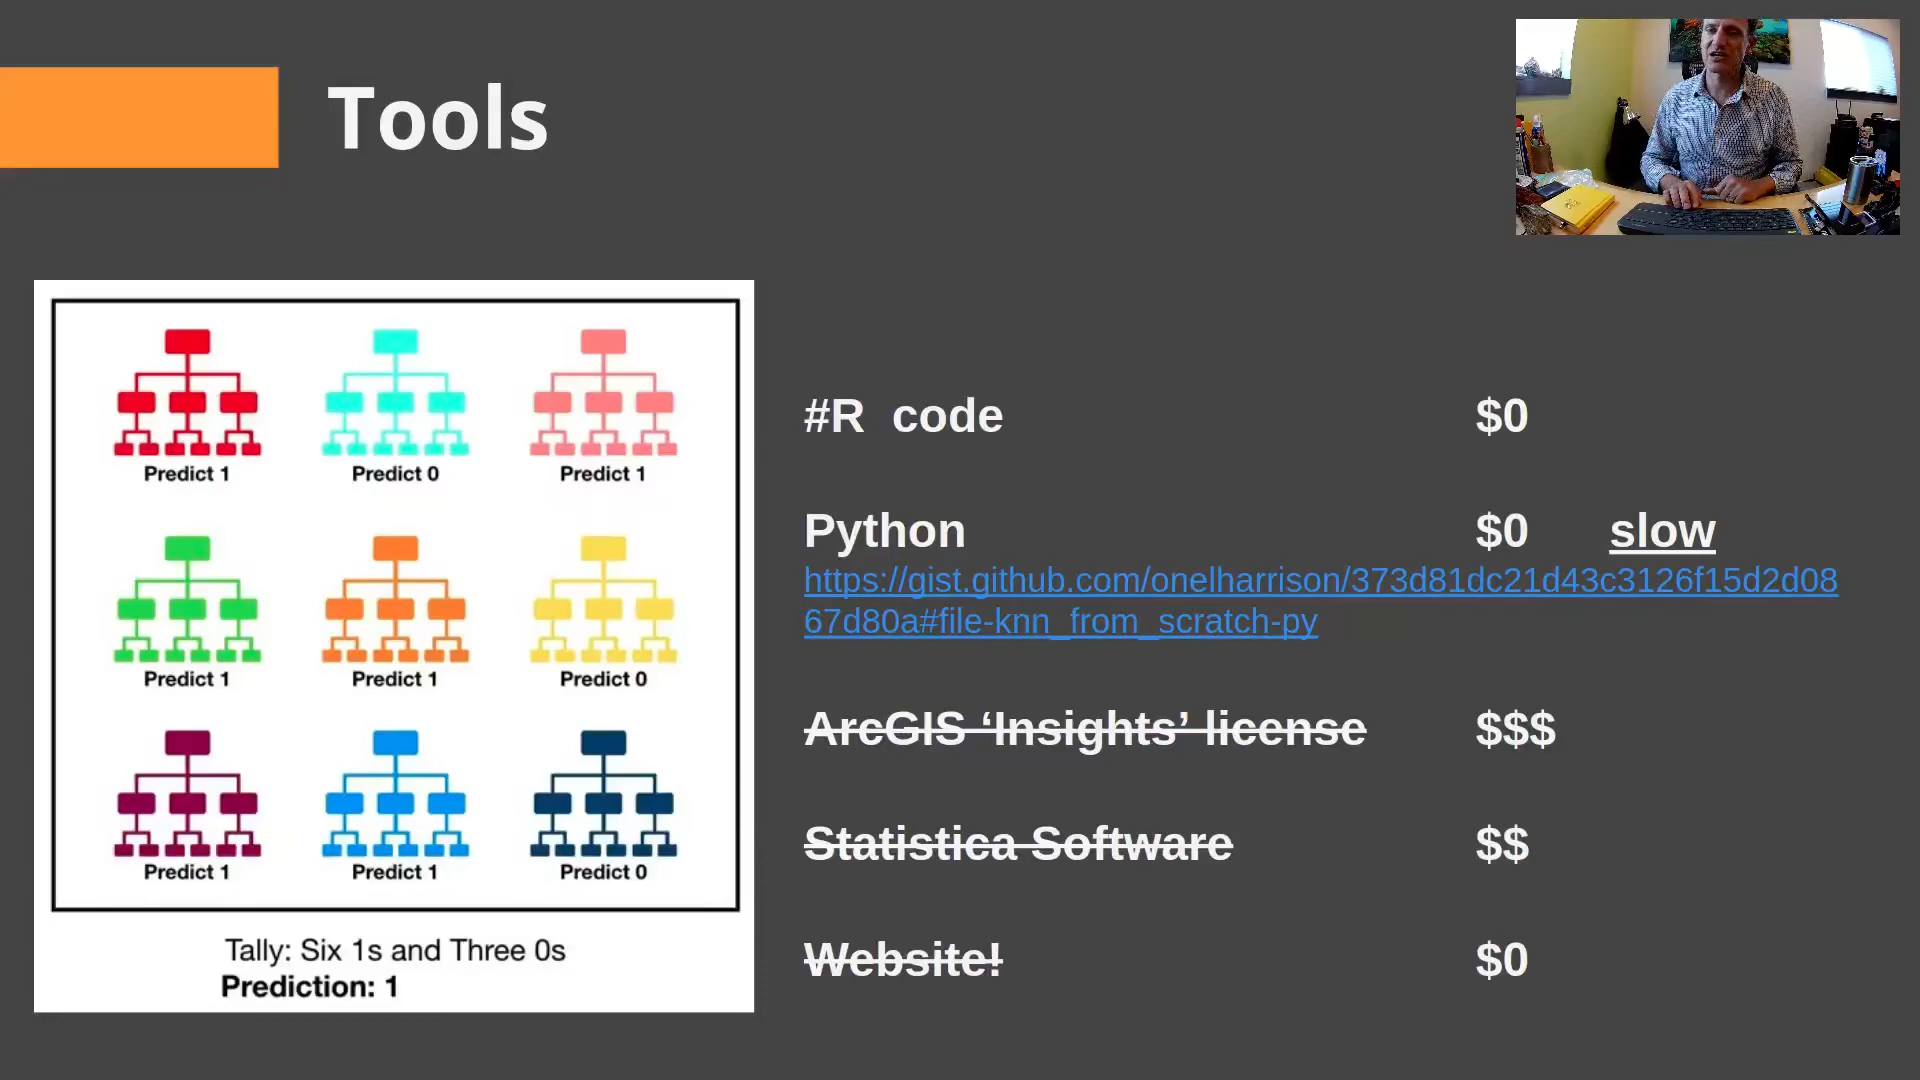 Tools
Predict 1
Predict 0
Predict 1
Predict 1
Predict 1
Predict 0
Predict 1
Predict 1
Predict 0
Tally: Six 1s and Three 0s
Prediction: 1
#R code $0
Python $0 slow
https://gist.github.com/onelharrison/373d81dc21d43c3126f15d2d08
67d80a#file-knn_from_scratch-py
ArcGIS ‘Insights’ license $$$
Statistica Software $$
Website! $0